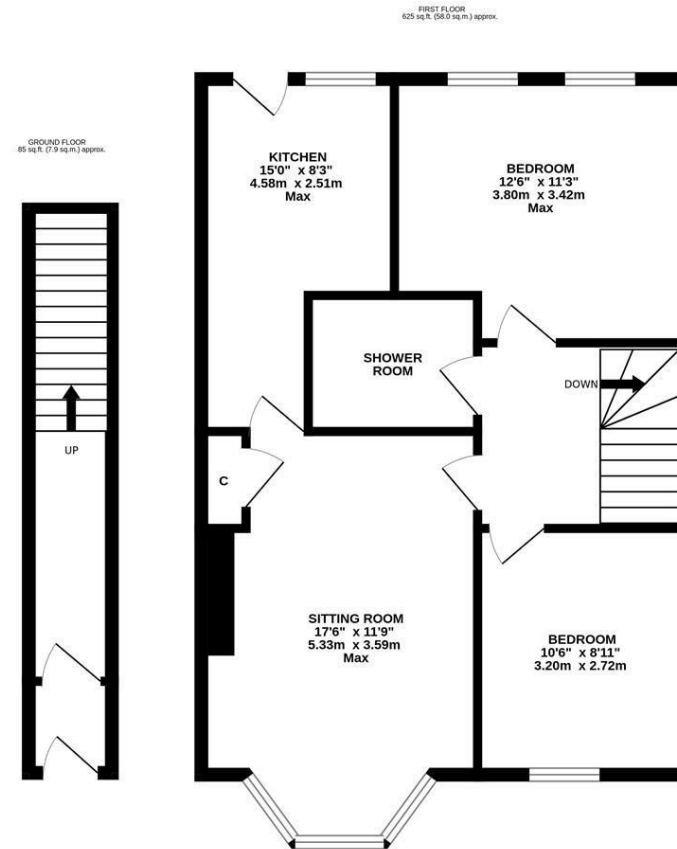 FIRST FLOOR
625 sq.ft. (58.0 sq.m.) approx.
GROUND FLOOR
85 sq.ft. (7.9 sq.m.) approx.
KITCHEN
15'0" x 8'3"
4.58m x 2.51m
Max
BEDROOM
12'6" x 11'3"
3.80m x 3.42m
Max
SHOWER
ROOM
DOWN
UP
C
SITTING ROOM
17'6" x 11'9"
5.33m x 3.59m
Max
BEDROOM
10'6" x 8'11"
3.20m x 2.72m